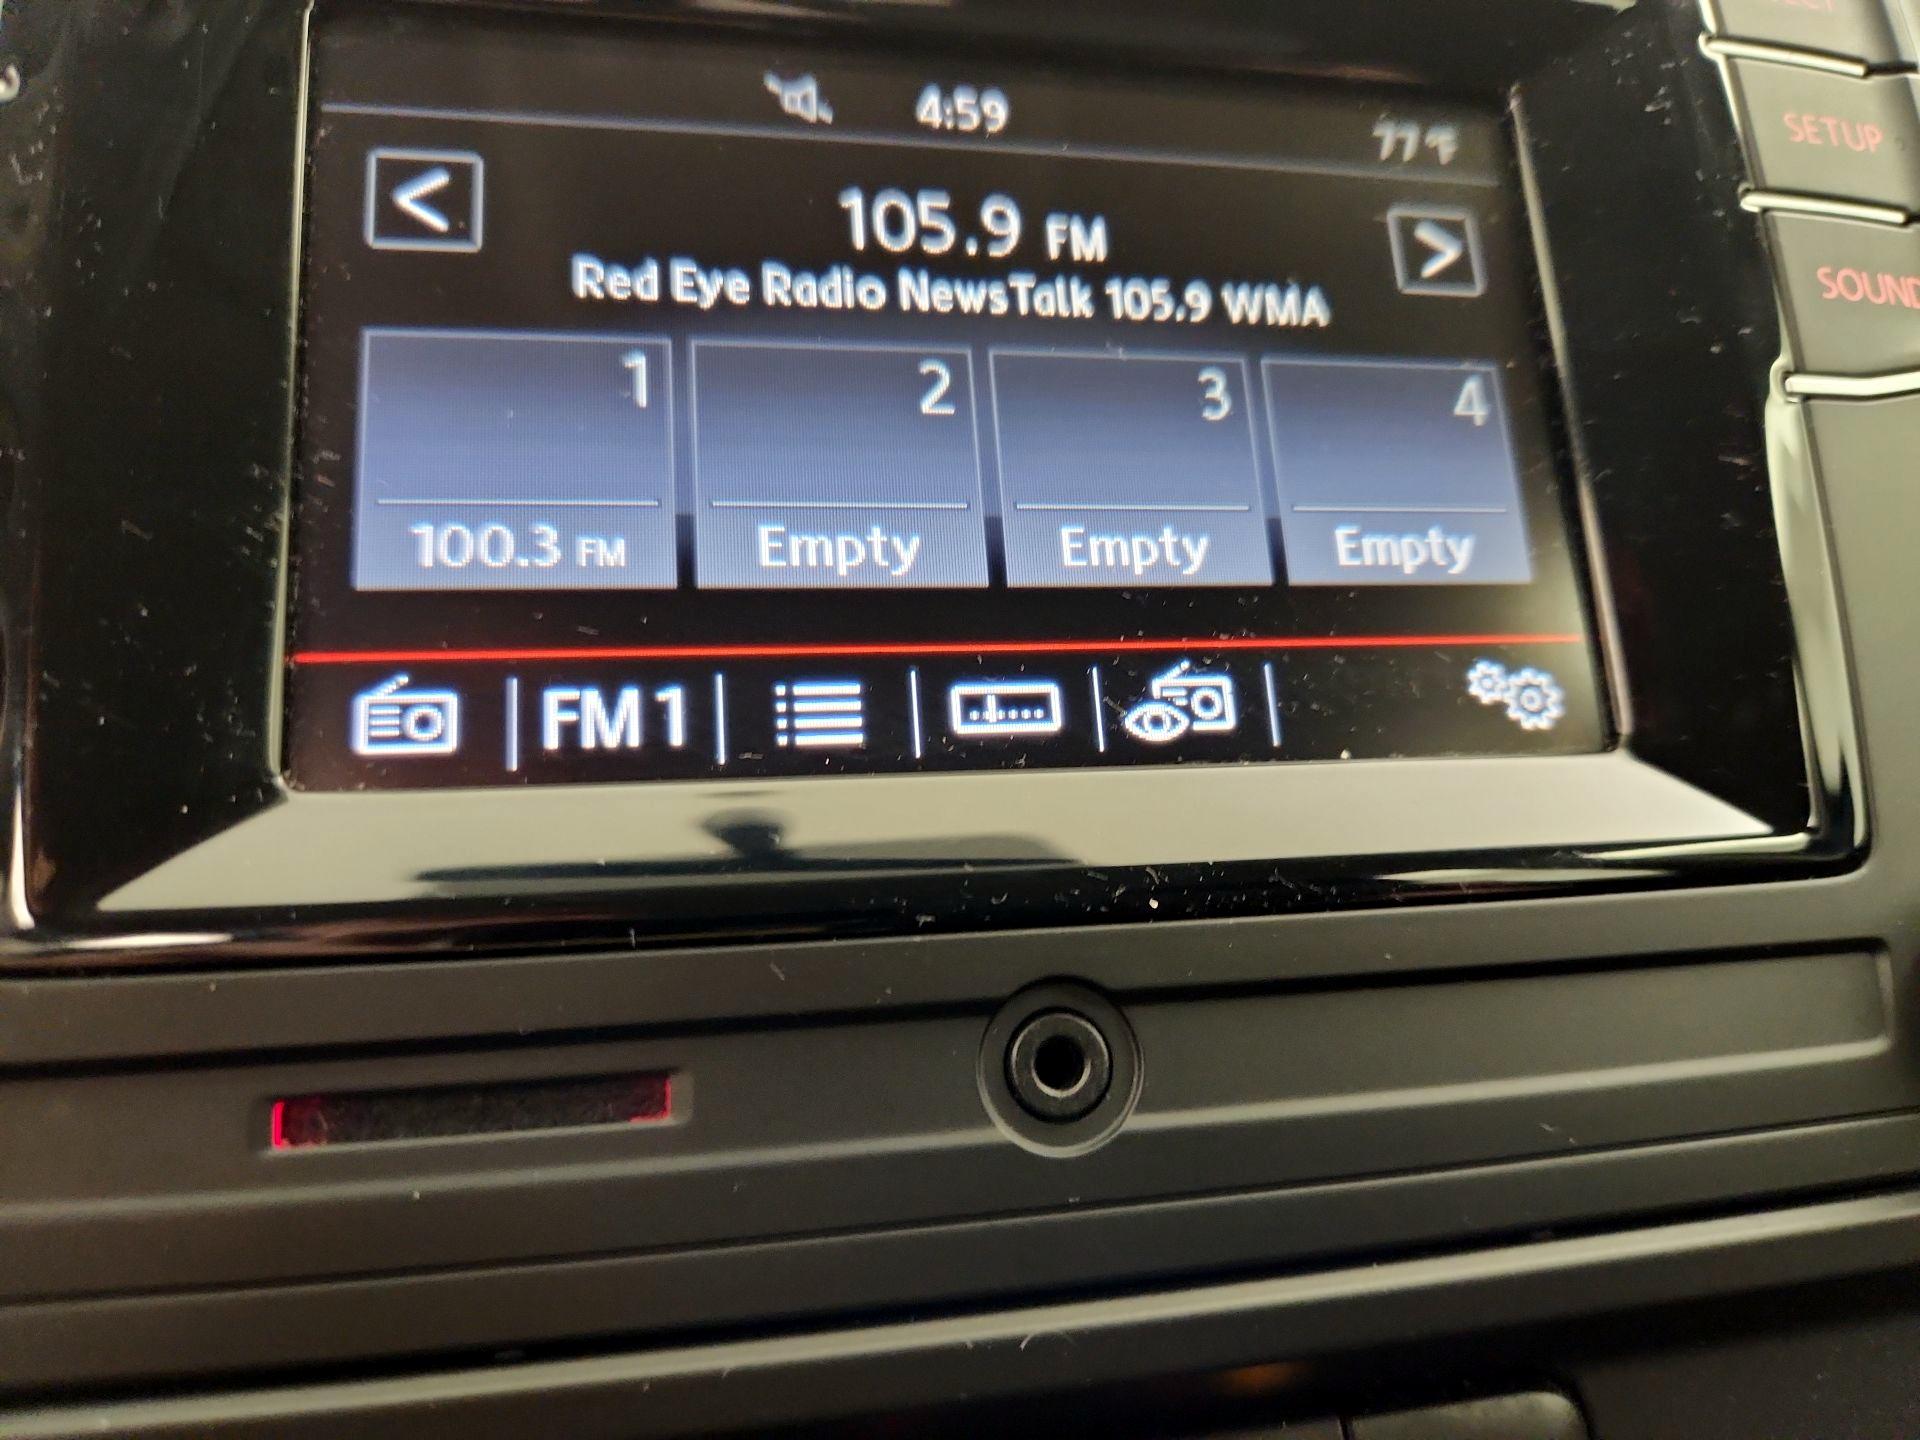 4:59
77°F
105.9 FM
Red Eye Radio NewsTalk 105.9 WMA
1 2 3 4
100.3 FM Empty Empty Empty
FM 1
SETUP
SOUND